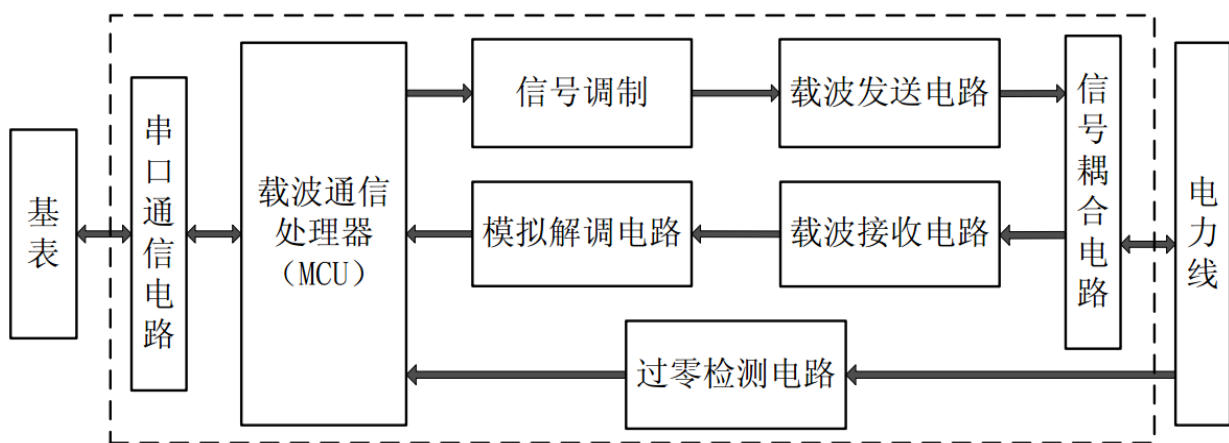 基表
串口通信电路
载波通信
处理器
（MCU）
信号调制
载波发送电路
模拟解调电路
载波接收电路
过零检测电路
信号耦合电路
电力线